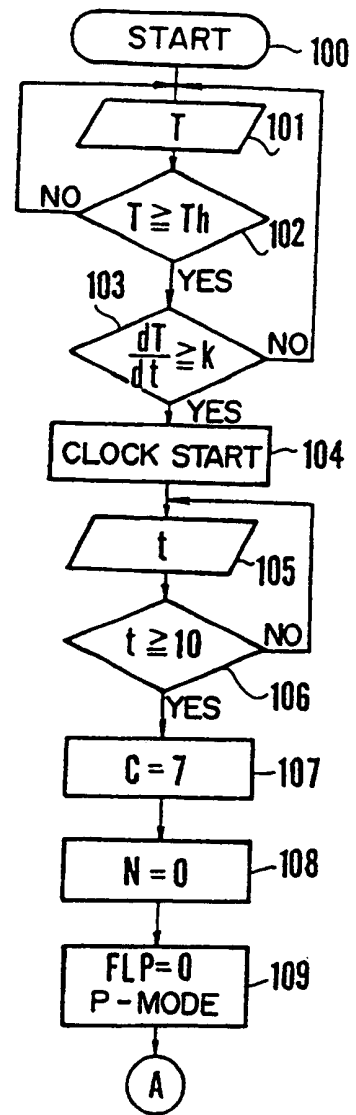 START
100
T
101
NO
T ≧ Th
102
YES
103
dT
dt ≧ k
NO
YES
CLOCK START
104
t
105
t ≧ 10
NO
106
YES
C = 7
107
N = 0
108
FLP=0
P-MODE
109
A